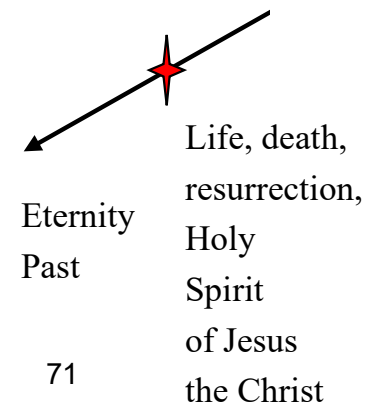 Eternity
Past
Life, death,
resurrection,
Holy
Spirit
of Jesus
the Christ
71